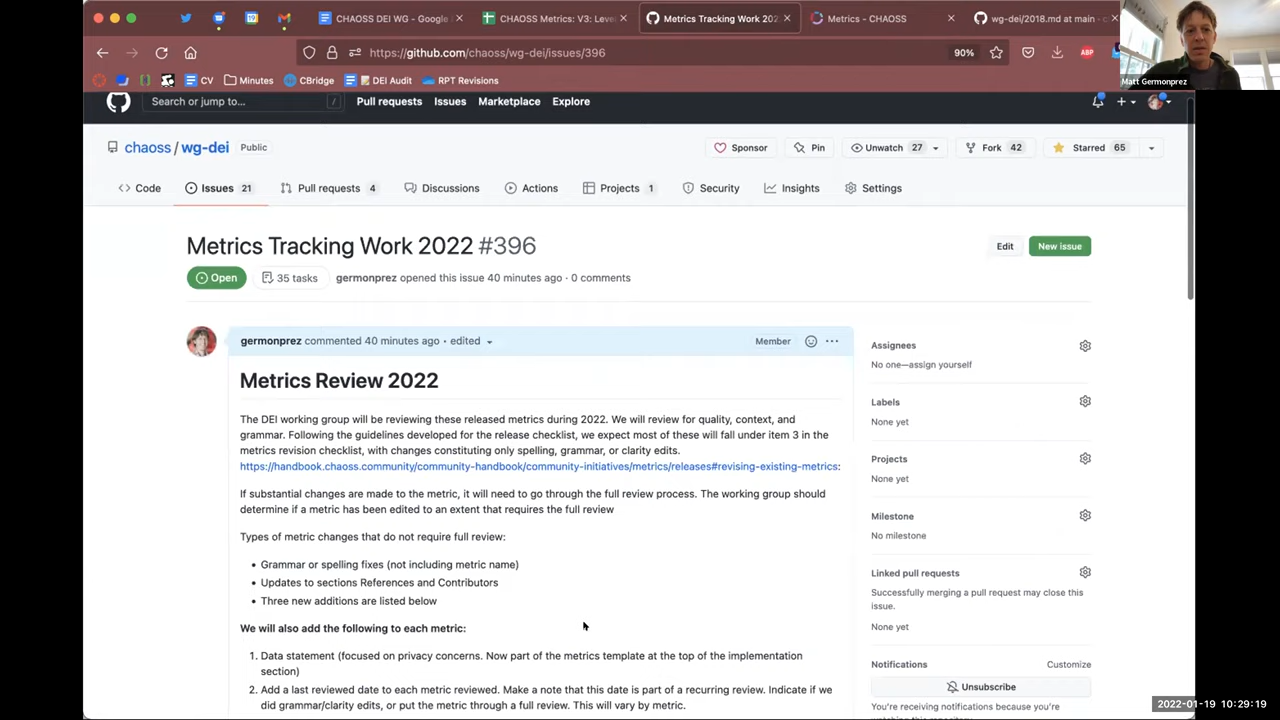 CHAOSS DEI WG - Google
CHAOSS Metrics: V3: Level
Metrics Tracking Work 202
Metrics - CHAOSS
wg-dei/2018.md at main · c
https://github.com/chaoss/wg-dei/issues/396
90%
ABP
CV
Minutes
CBridge
DEI Audit
RPT Revisions
Matt Germonprez
Search or jump to...
/
Pull requests
Issues
Marketplace
Explore
chaoss / wg-dei
Public
Sponsor
Pin
Unwatch 27
Fork 42
Starred 65
Code
Issues 21
Pull requests 4
Discussions
Actions
Projects 1
Security
Insights
Settings
Metrics Tracking Work 2022 #396
Edit
New issue
Open
35 tasks
germonprez opened this issue 40 minutes ago · 0 comments
germonprez commented 40 minutes ago · edited
Member
Metrics Review 2022
The DEI working group will be reviewing these released metrics during 2022. We will review for quality, context, and
grammar. Following the guidelines developed for the release checklist, we expect most of these will fall under item 3 in the
metrics revision checklist, with changes constituting only spelling, grammar, or clarity edits.
https://handbook.chaoss.community/community-handbook/community-initiatives/metrics/releases#revising-existing-metrics:
If substantial changes are made to the metric, it will need to go through the full review process. The working group should
determine if a metric has been edited to an extent that requires the full review
Types of metric changes that do not require full review:
• Grammar or spelling fixes (not including metric name)
• Updates to sections References and Contributors
• Three new additions are listed below
We will also add the following to each metric:
1. Data statement (focused on privacy concerns. Now part of the metrics template at the top of the implementation
section)
2. Add a last reviewed date to each metric reviewed. Make a note that this date is part of a recurring review. Indicate if we
did grammar/clarity edits, or put the metric through a full review. This will vary by metric.
Assignees
No one—assign yourself
Labels
None yet
Projects
None yet
Milestone
No milestone
Linked pull requests
Successfully merging a pull request may close this
issue.
None yet
Notifications
Customize
Unsubscribe
You're receiving notifications because you're
2022-01-19 10:29:19